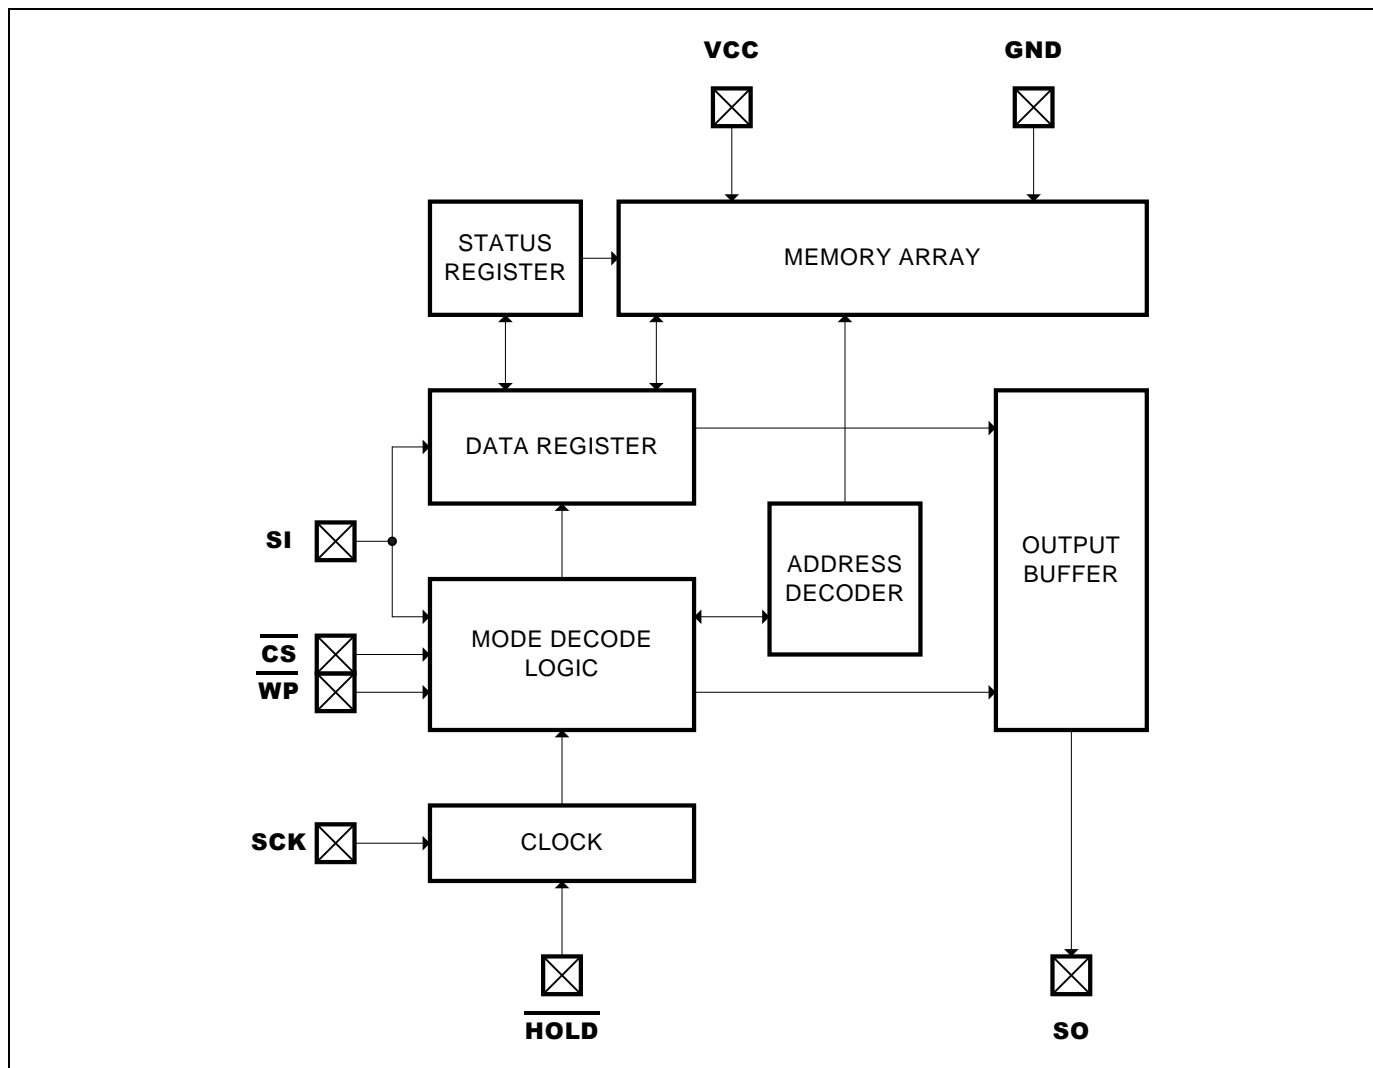 VCC
GND
STATUS
REGISTER
MEMORY ARRAY
DATA REGISTER
SI
ADDRESS
DECODER
OUTPUT
BUFFER
MODE DECODE
LOGIC
CS
WP
SCK
CLOCK
HOLD
SO